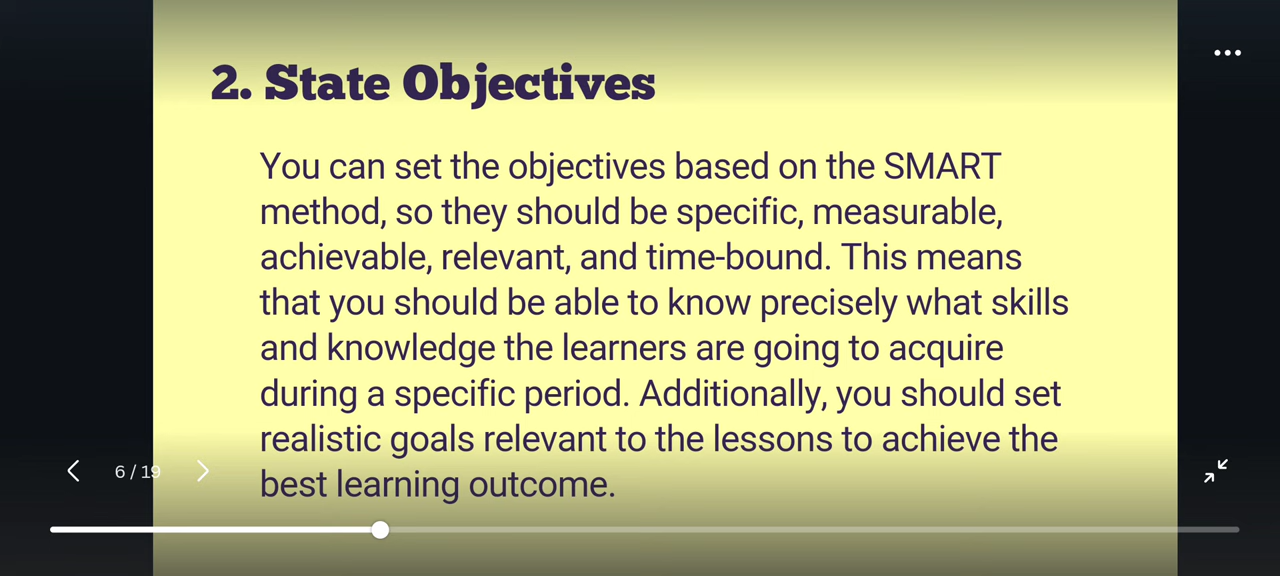 2. State Objectives
You can set the objectives based on the SMART
method, so they should be specific, measurable,
achievable, relevant, and time-bound. This means
that you should be able to know precisely what skills
and knowledge the learners are going to acquire
during a specific period. Additionally, you should set
realistic goals relevant to the lessons to achieve the
best learning outcome.
6 / 19